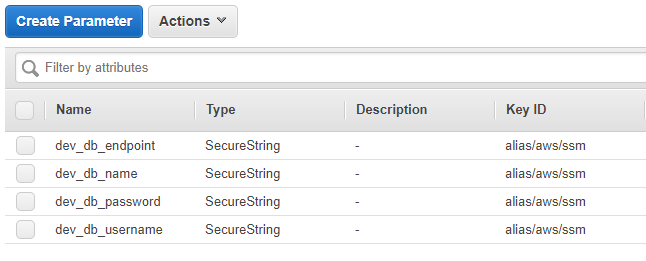 Create Parameter Actions
Filter by attributes
Name Type Description Key ID
dev_db_endpoint SecureString - alias/aws/ssm
dev_db_name SecureString - alias/aws/ssm
dev_db_password SecureString - alias/aws/ssm
dev_db_username SecureString - alias/aws/ssm